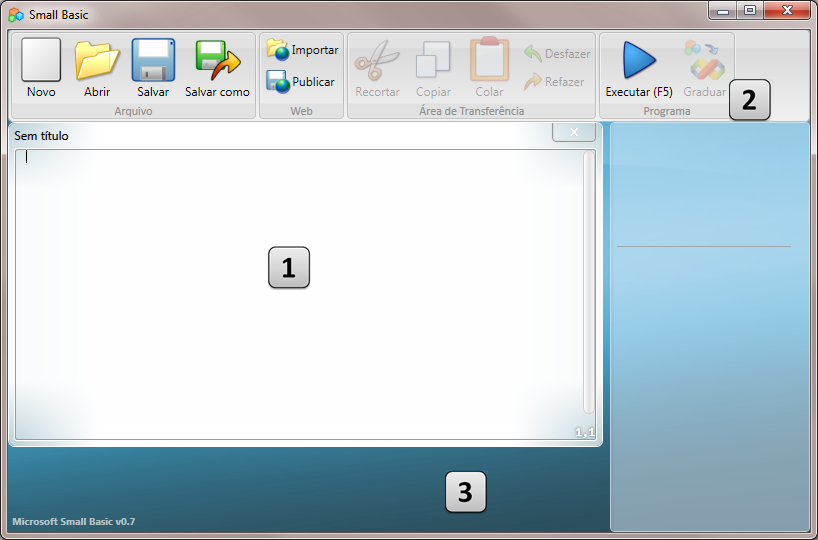 Small Basic
Novo Abrir Salvar Salvar como
Arquivo
Importar
Publicar
Web
Recortar Copiar Colar
Desfazer
Refazer
Área de Transferência
Executar (F5) Graduar
Programa
2
Sem título
1
1,1
3
Microsoft Small Basic v0.7